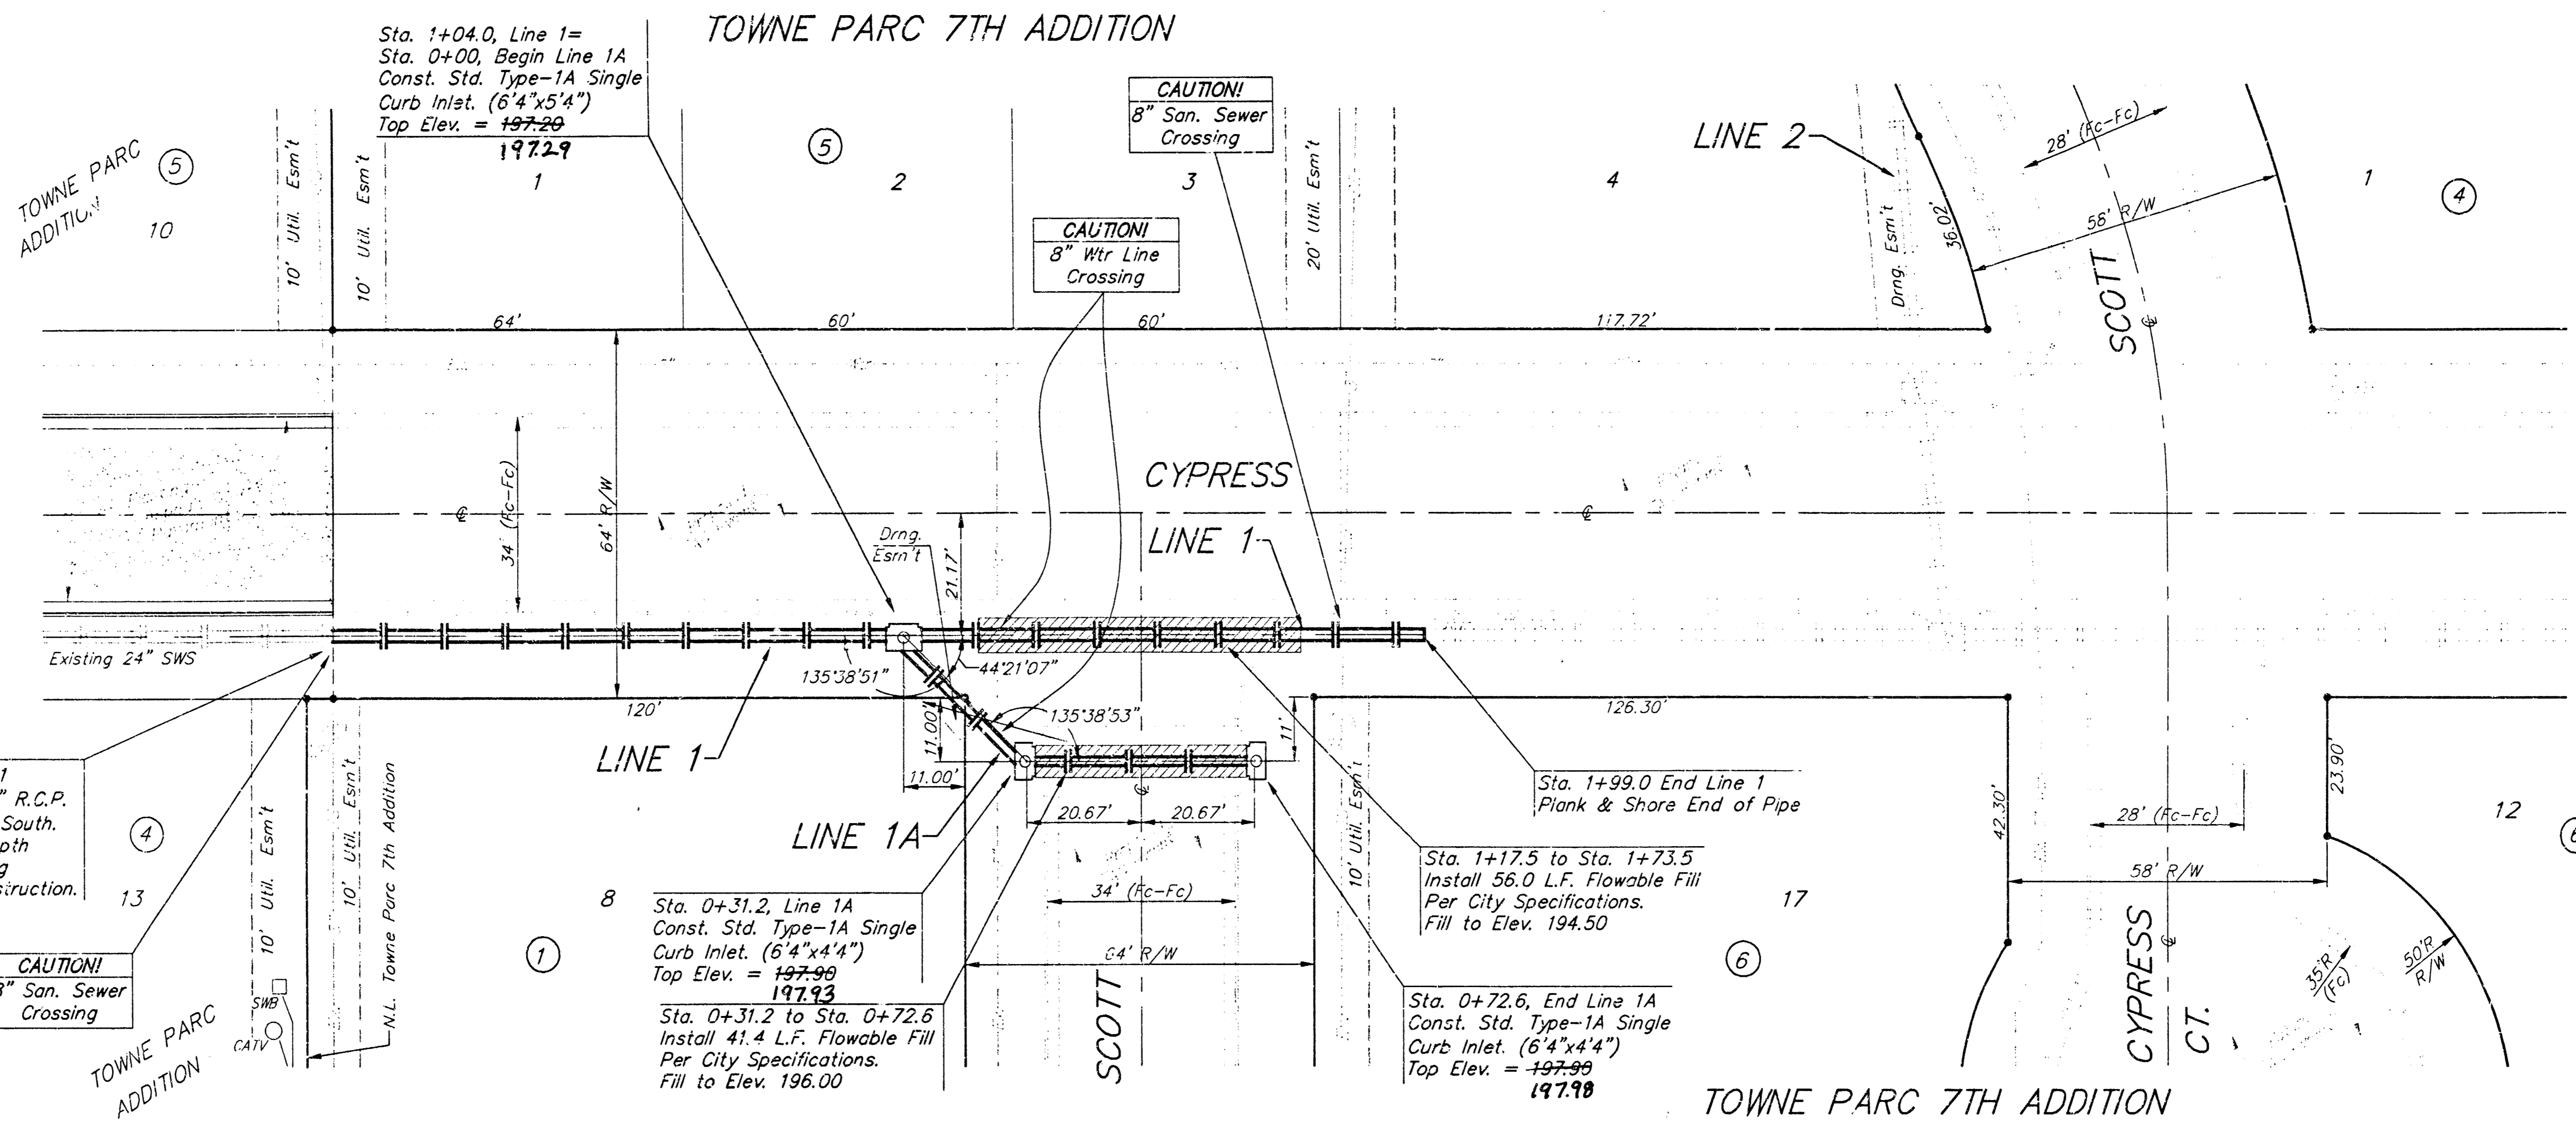 TOWNE PARC 7TH ADDITION
Sta. 1+04.0, Line 1=
Sta. 0+00, Begin Line 1A
Const. Std. Type-1A Single
Curb Inlet. (6'4"x5'4")
Top Elev. = 197.20
197.29
CAUTION!
8" San. Sewer
Crossing
CAUTION!
8" Wtr Line
Crossing
LINE 2
28' (Fc-Fc)
58' R/W
36.02'
Drng. Esm't
SCOTT
℄
1
4
TOWNE PARC
ADDITION
5
10
10' Util. Esm't
10' Util. Esm't
1
5
2
3
20' Util. Esm't
4
64'
60'
60'
117.72'
34' (Fc-Fc)
64' R/W
℄
CYPRESS
℄
Drng.
Esm't
21.17'
LINE 1
Existing 24" SWS
135°38'51"
44°21'07"
120'
11.00'
135°38'53"
11'
126.30'
LINE 1
11.00'
LINE 1A
20.67'
20.67'
℄
Sta. 1+99.0 End Line 1
Plank & Shore End of Pipe
42.30'
23.90'
28' (Fc-Fc)
12
58' R/W
1
" R.C.P.
South.
pth
g
struction.
4
13
10' Util. Esm't
10' Util. Esm't
N.L. Towne Parc 7th Addition
8
1
Sta. 0+31.2, Line 1A
Const. Std. Type-1A Single
Curb Inlet. (6'4"x4'4")
Top Elev. = 197.90
197.93
Sta. 0+31.2 to Sta. 0+72.6
Install 41.4 L.F. Flowable Fill
Per City Specifications.
Fill to Elev. 196.00
34' (Fc-Fc)
64' R/W
SCOTT
10' Util. Esm't
Sta. 1+17.5 to Sta. 1+73.5
Install 56.0 L.F. Flowable Fill
Per City Specifications.
Fill to Elev. 194.50
17
6
Sta. 0+72.6, End Line 1A
Const. Std. Type-1A Single
Curb Inlet. (6'4"x4'4")
Top Elev. = 197.90
197.98
CAUTION!
8" San. Sewer
Crossing
SWB
CATV
TOWNE PARC
ADDITION
℄
CYPRESS
CT.
35'R
(Fc)
50'R
R/W
TOWNE PARC 7TH ADDITION